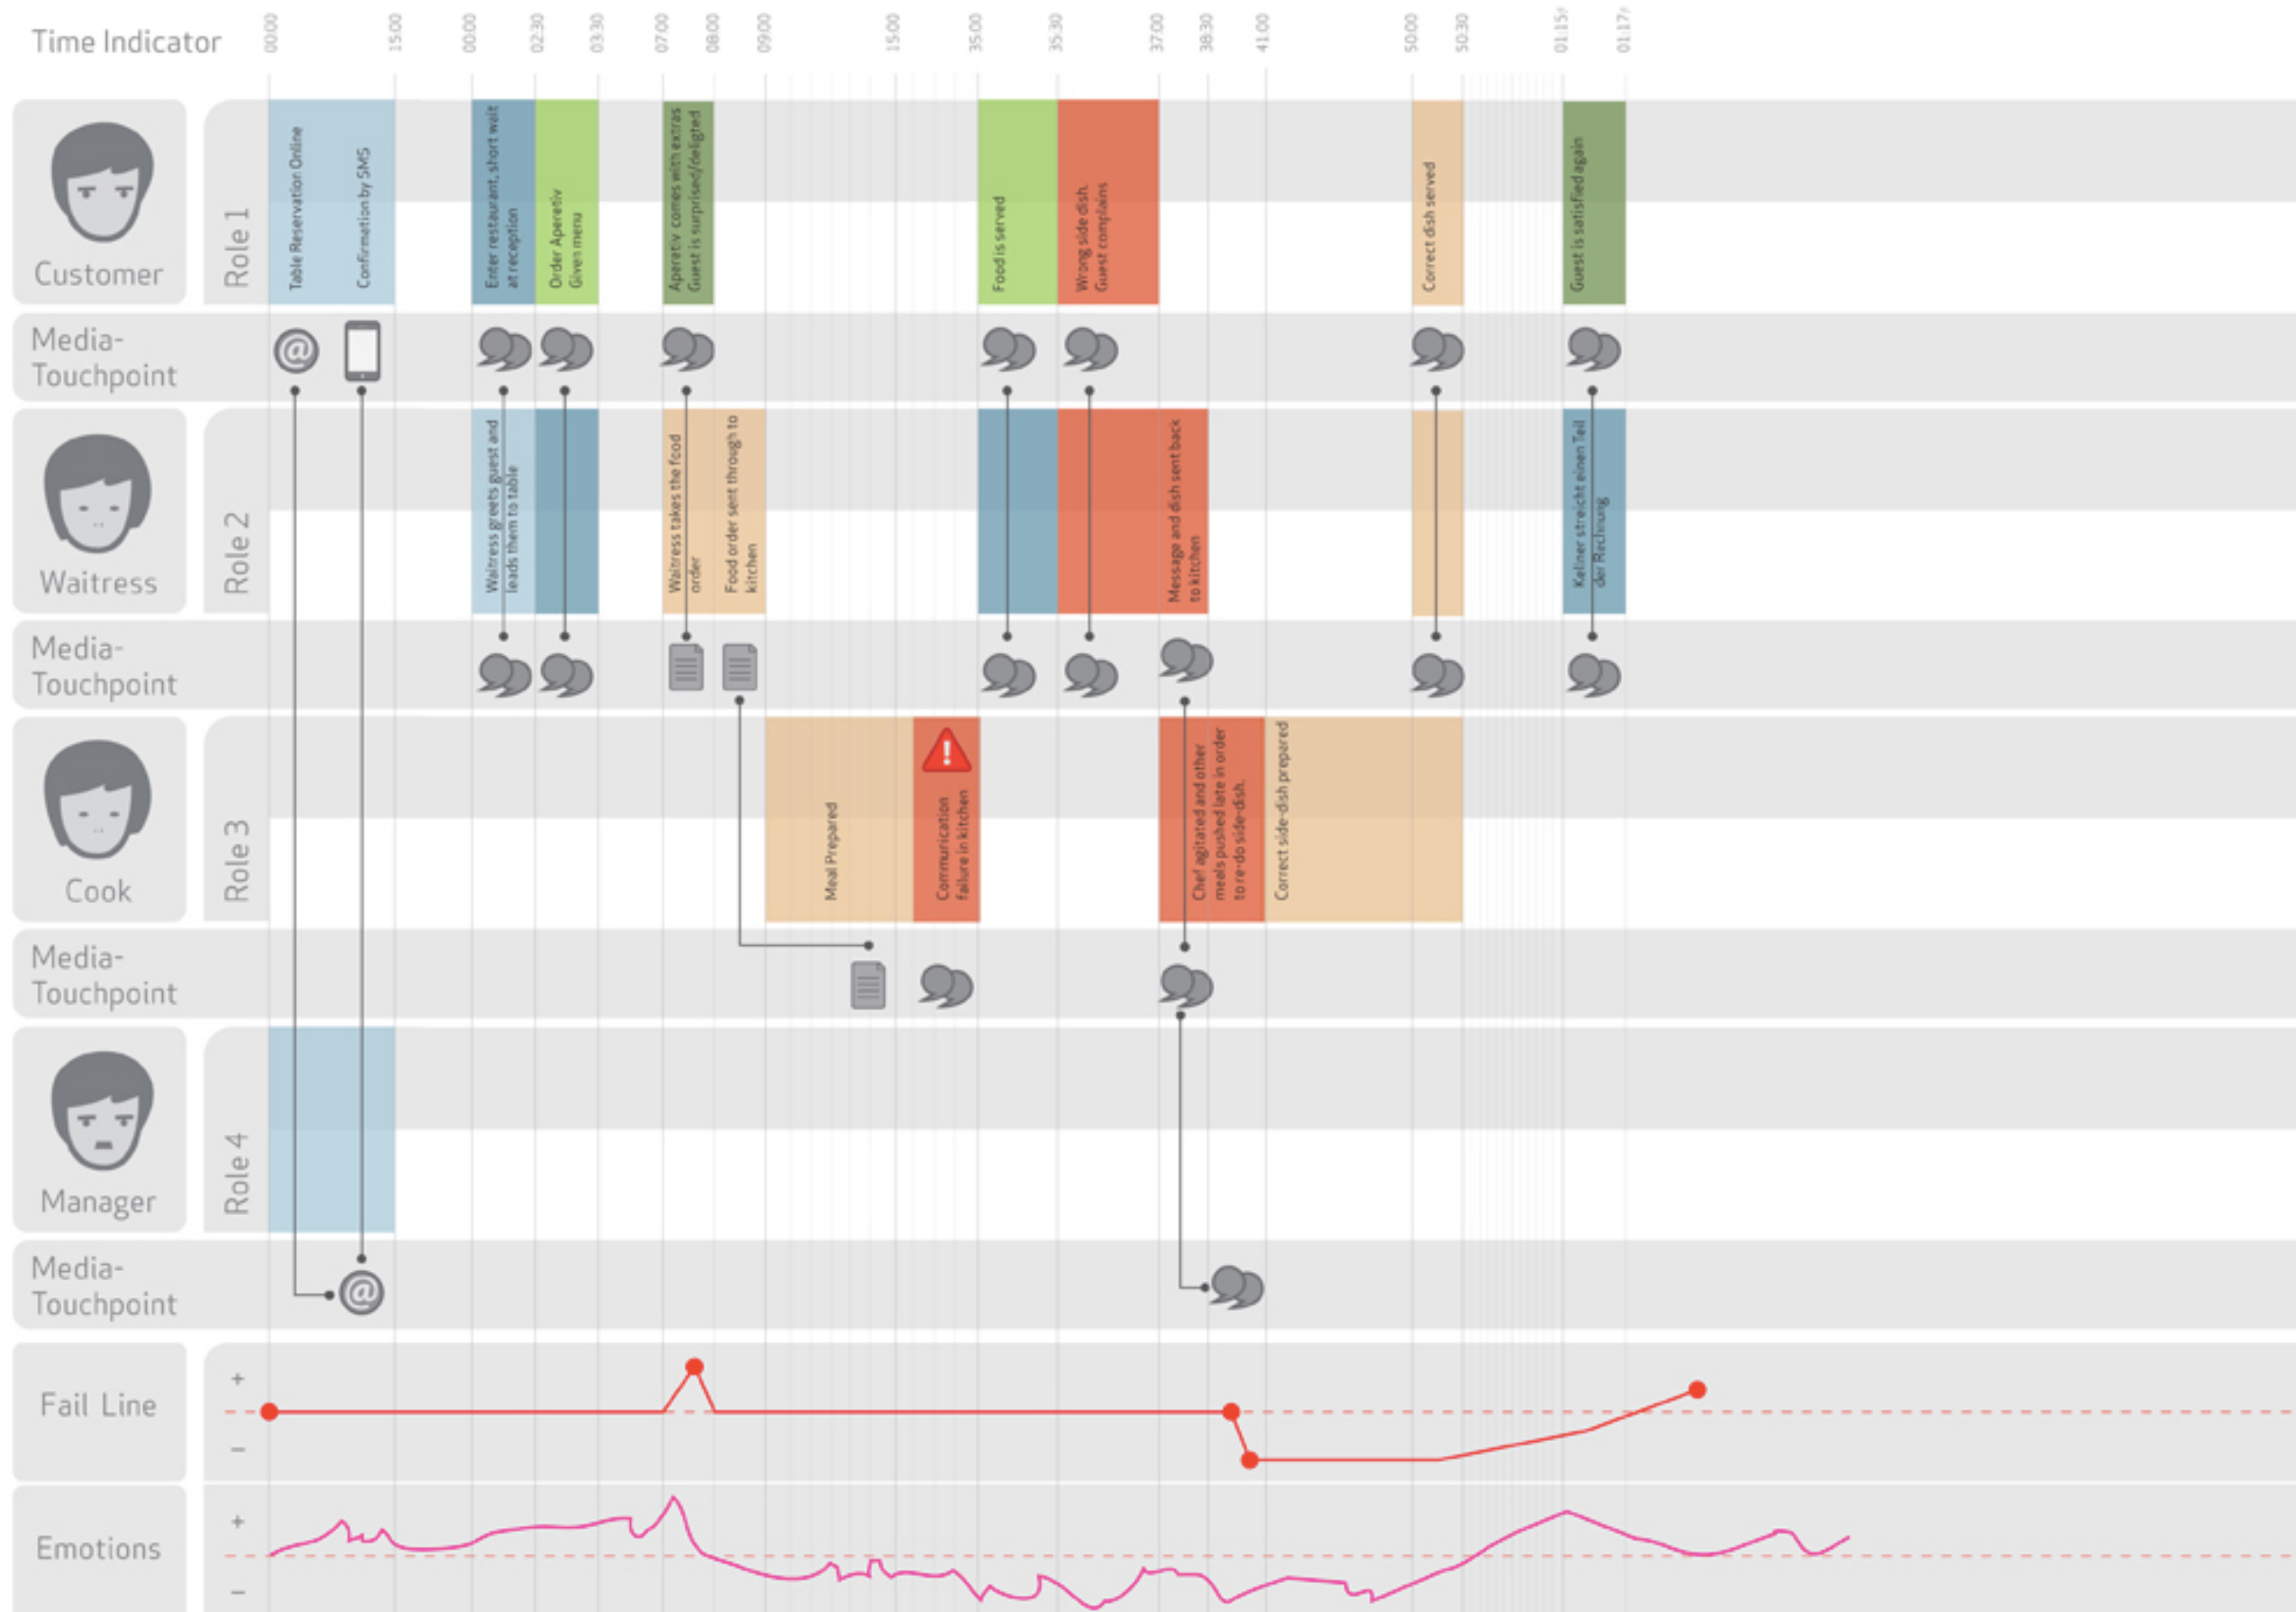 Time Indicator
00:00
15:00
00:00
02:30
03:30
07:00
08:00
09:00
15:00
35:00
35:30
37:00
38:30
41:00
50:00
50:30
01:15
01:17
Customer
Role 1
Table Reservation Online
Confirmation by SMS
Enter restaurant, short wait
at reception
Order Aperetiv
Given menu
Aperetiv comes with extras
Guest is surprised/deligted
Food is served
Wrong side dish.
Guest complains
Correct dish served
Guest is satisfied again
Media-
Touchpoint
@
Waitress
Role 2
Waitress greets guest and
leads them to table
Waitress takes the food
order
Food order sent through to
kitchen
Message and dish sent back
to kitchen
Kellner streicht einen Teil
der Rechnung
Media-
Touchpoint
Cook
Role 3
Meal Prepared
!
Communication
failure in kitchen
Chef agitated and other
meals pushed late in order
to re-do side-dish.
Correct side-dish prepared
Media-
Touchpoint
Manager
Role 4
Media-
Touchpoint
@
Fail Line
+
−
Emotions
+
−